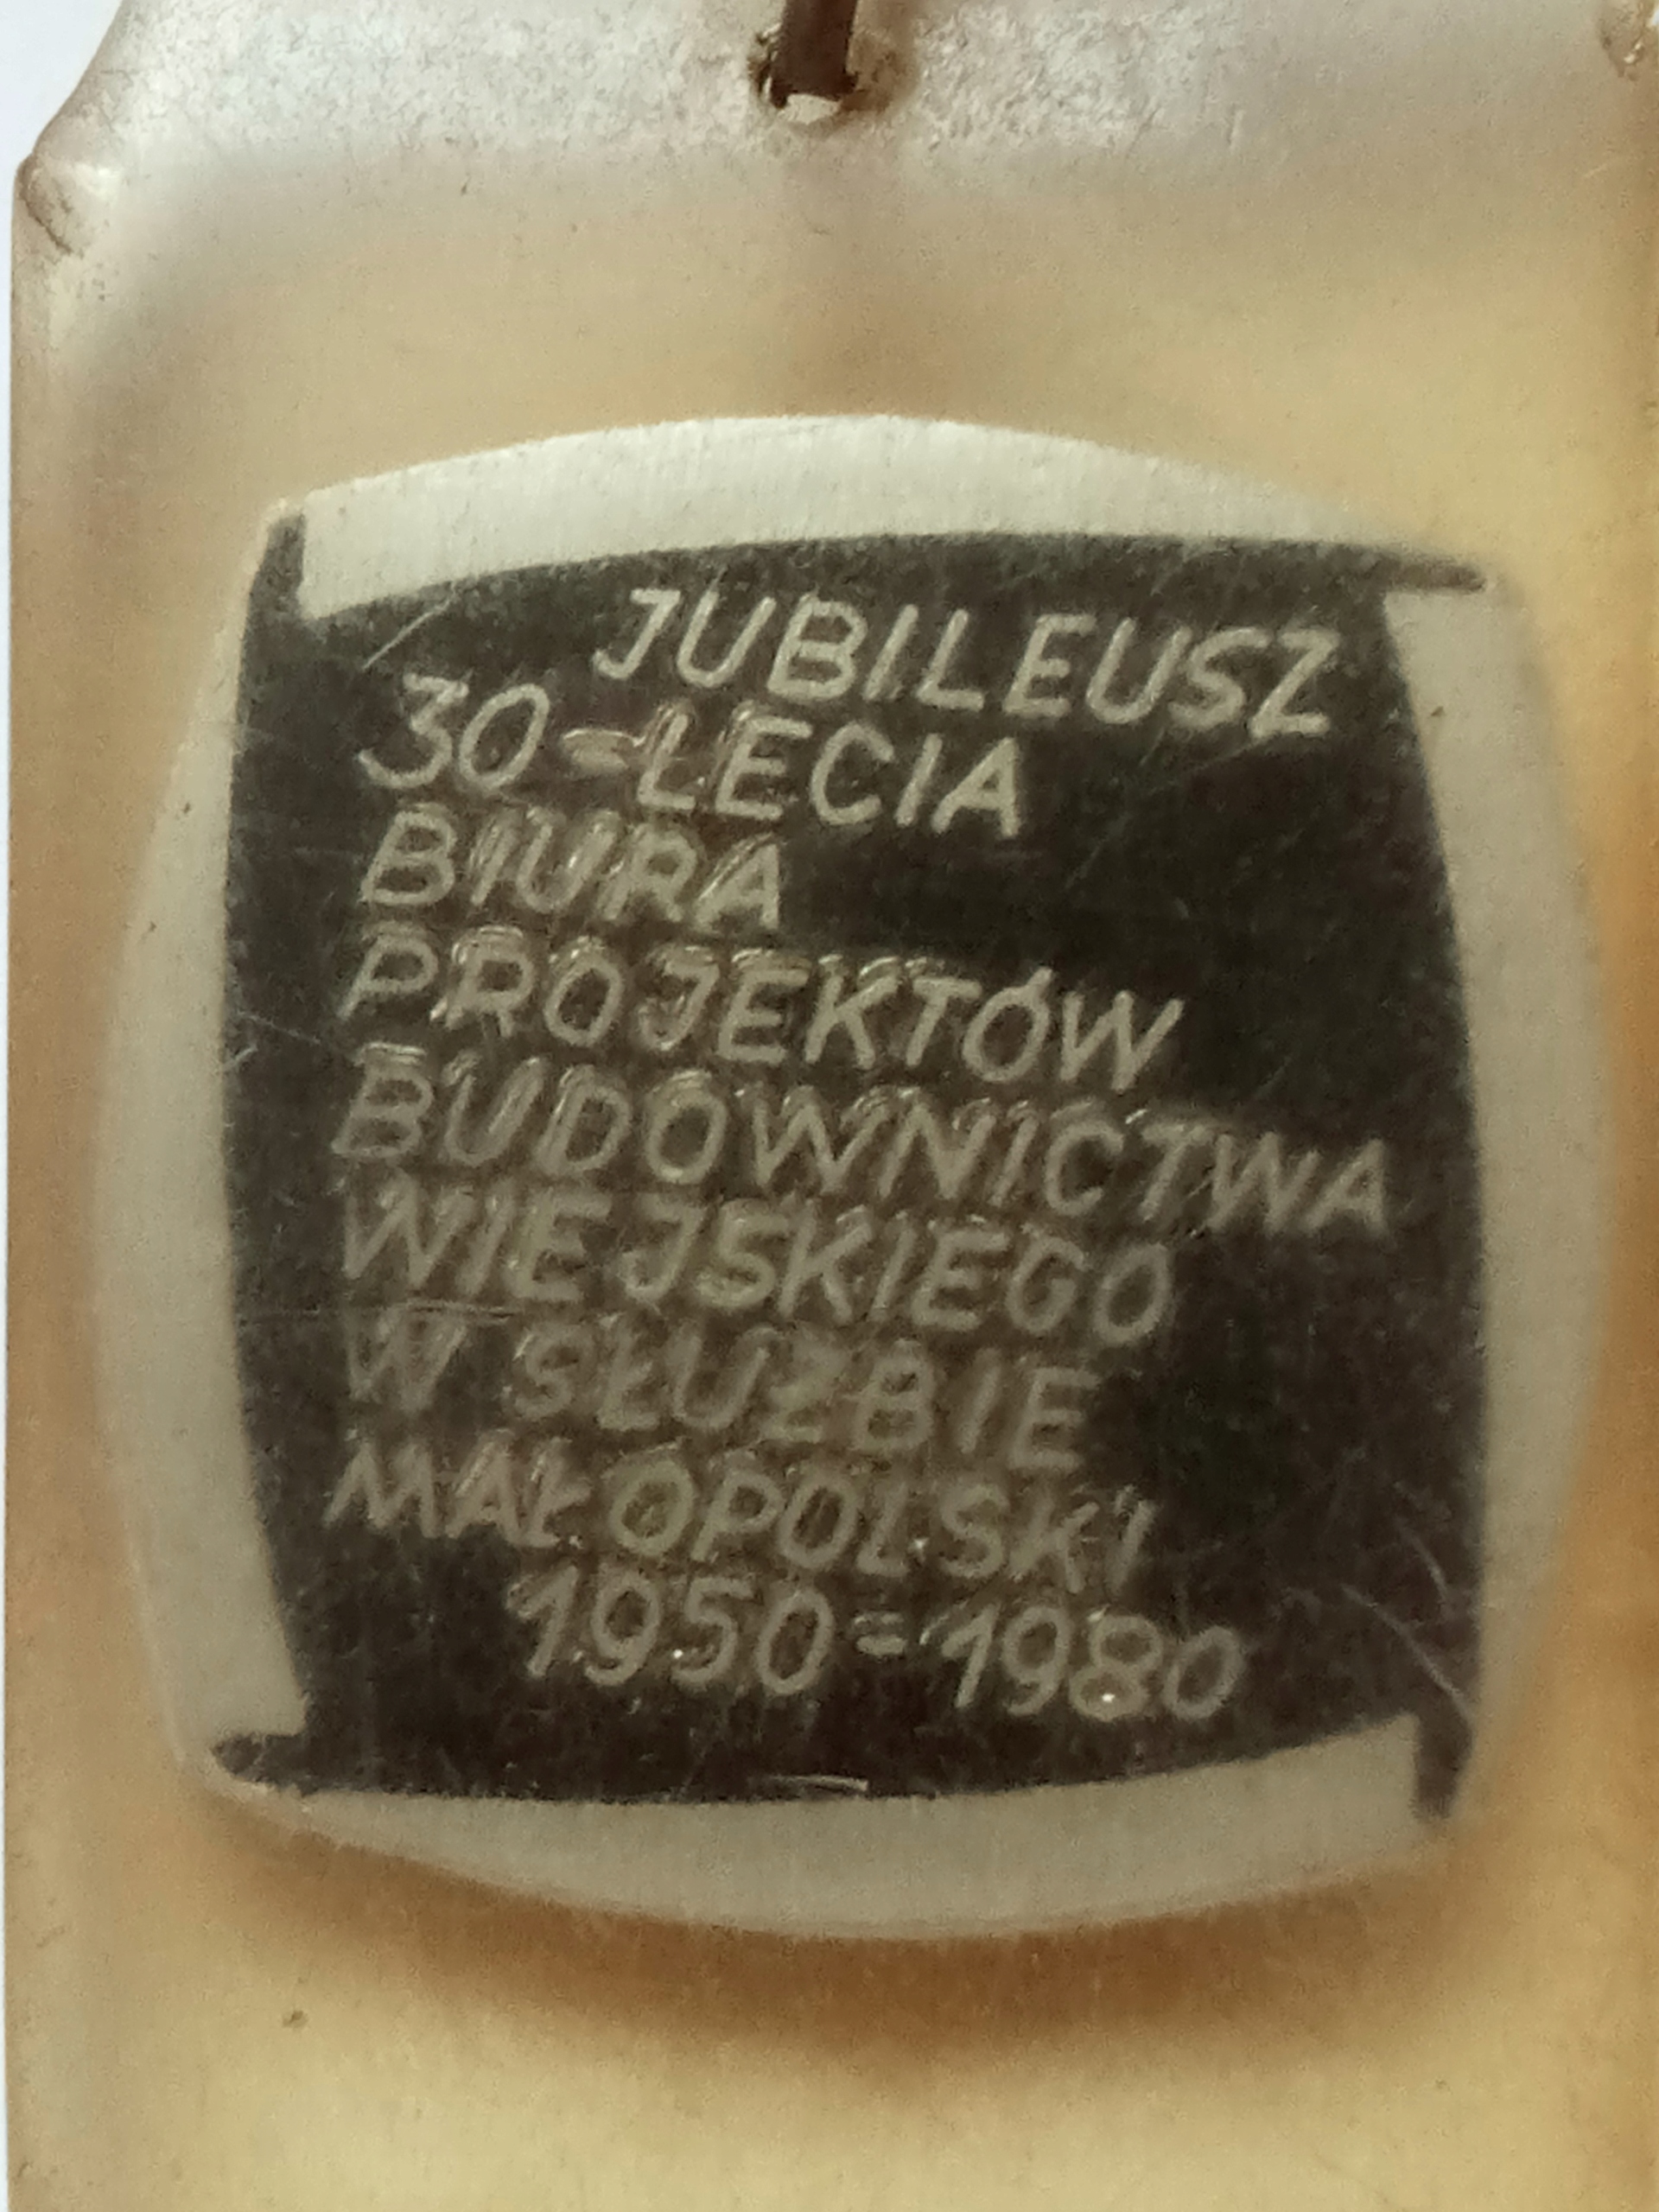 JUBILEUSZ
30-LECIA
BIURA
PROJEKTÓW
BUDOWNICTWA
WIEJSKIEGO
W SŁUŻBIE
MAŁOPOLSKI
1950-1980